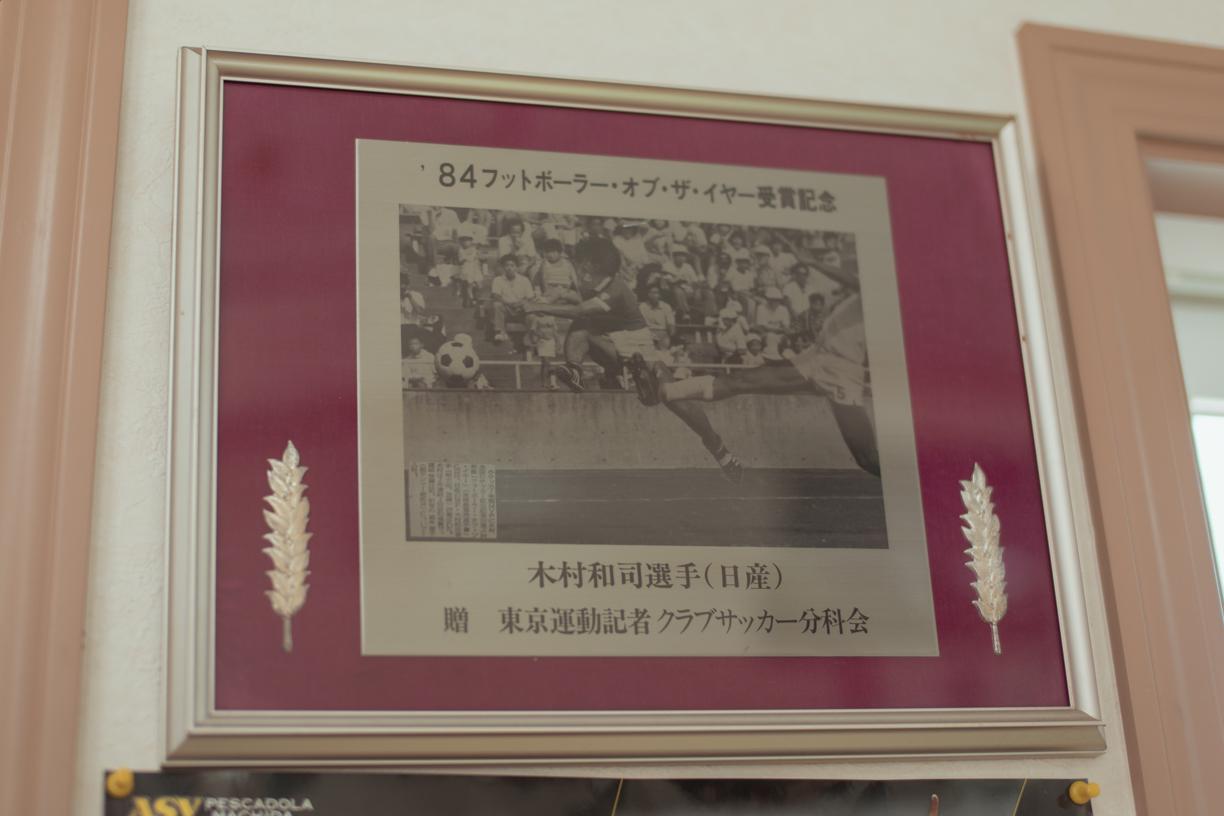 '84フットボーラー・オブ・ザ・イヤー受賞記念
木村和司選手(日産)
贈　東京運動記者クラブサッカー分科会
5
ASV PESCADOLA
MACHIDA